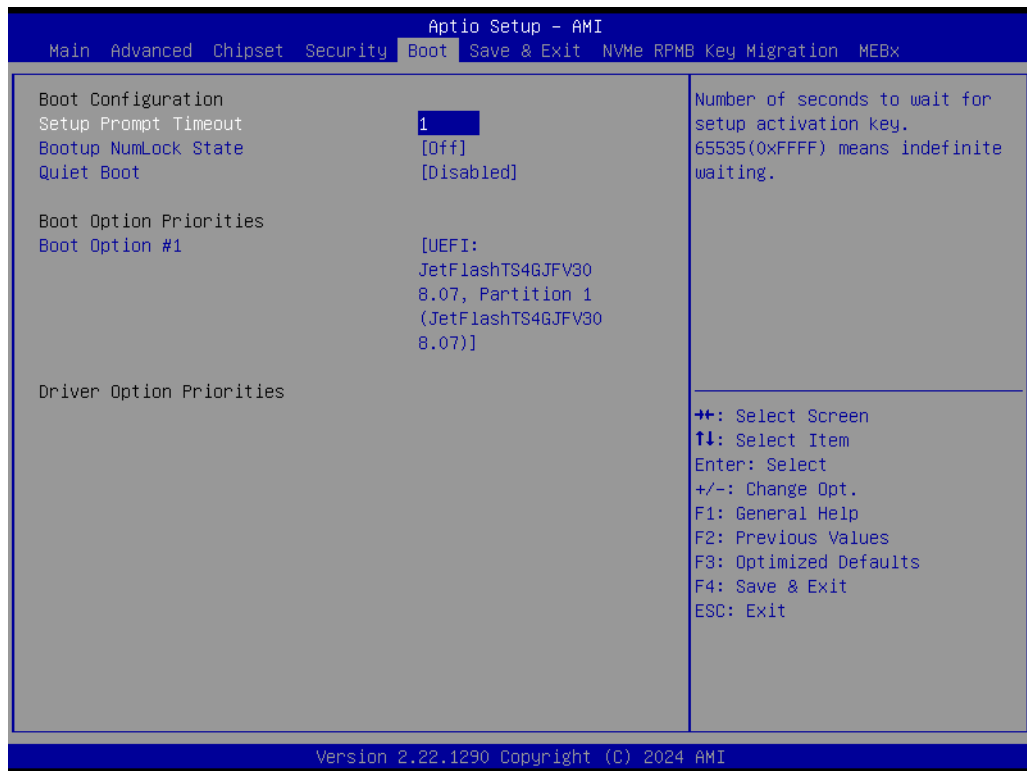 Aptio Setup – AMI
Main Advanced Chipset Security Boot Save & Exit NVMe RPMB Key Migration MEBx
Boot Configuration
Setup Prompt Timeout 1
Bootup NumLock State [Off]
Quiet Boot [Disabled]
Boot Option Priorities
Boot Option #1 [UEFI:
JetFlashTS4GJFV30
8.07, Partition 1
(JetFlashTS4GJFV30
8.07)]
Driver Option Priorities
Number of seconds to wait for
setup activation key.
65535(0xFFFF) means indefinite
waiting.
→←: Select Screen
↑↓: Select Item
Enter: Select
+/-: Change Opt.
F1: General Help
F2: Previous Values
F3: Optimized Defaults
F4: Save & Exit
ESC: Exit
Version 2.22.1290 Copyright (C) 2024 AMI